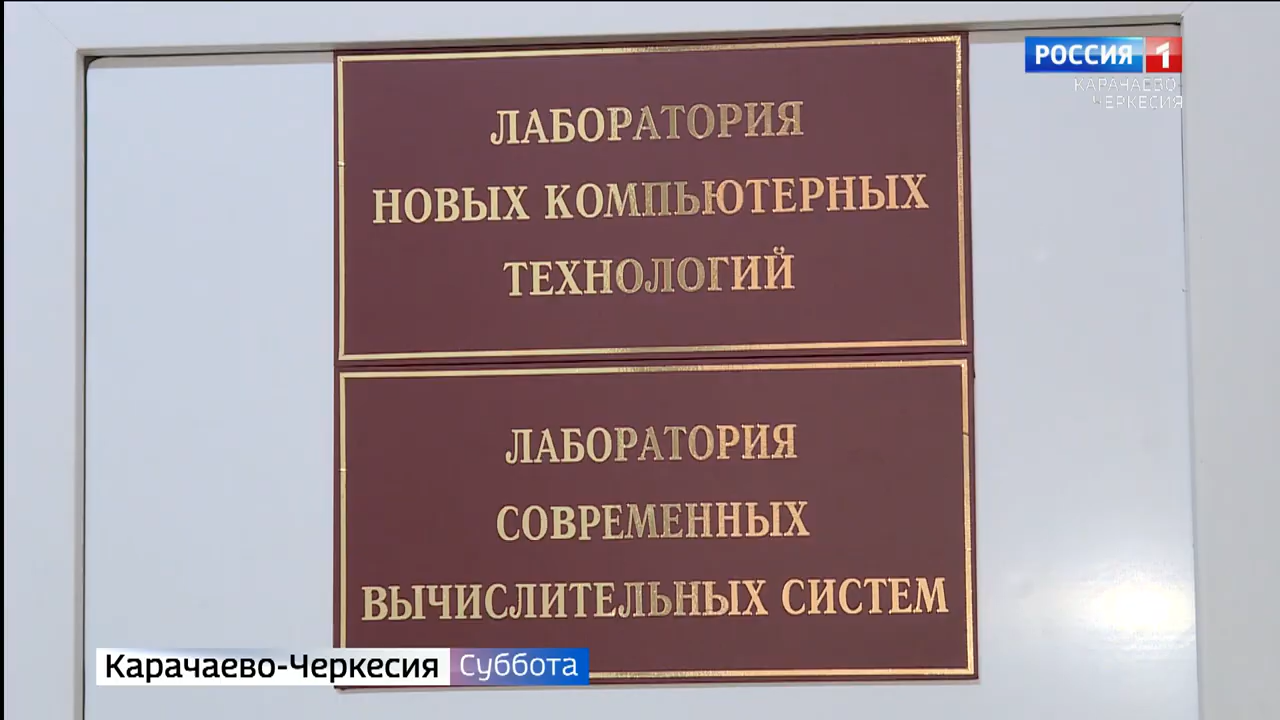 РОССИЯ 1
КАРАЧАЕВО-
ЧЕРКЕСИЯ
ЛАБОРАТОРИЯ
НОВЫХ КОМПЬЮТЕРНЫХ
ТЕХНОЛОГИЙ
ЛАБОРАТОРИЯ
СОВРЕМЕННЫХ
ВЫЧИСЛИТЕЛЬНЫХ СИСТЕМ
Карачаево-Черкесия Суббота